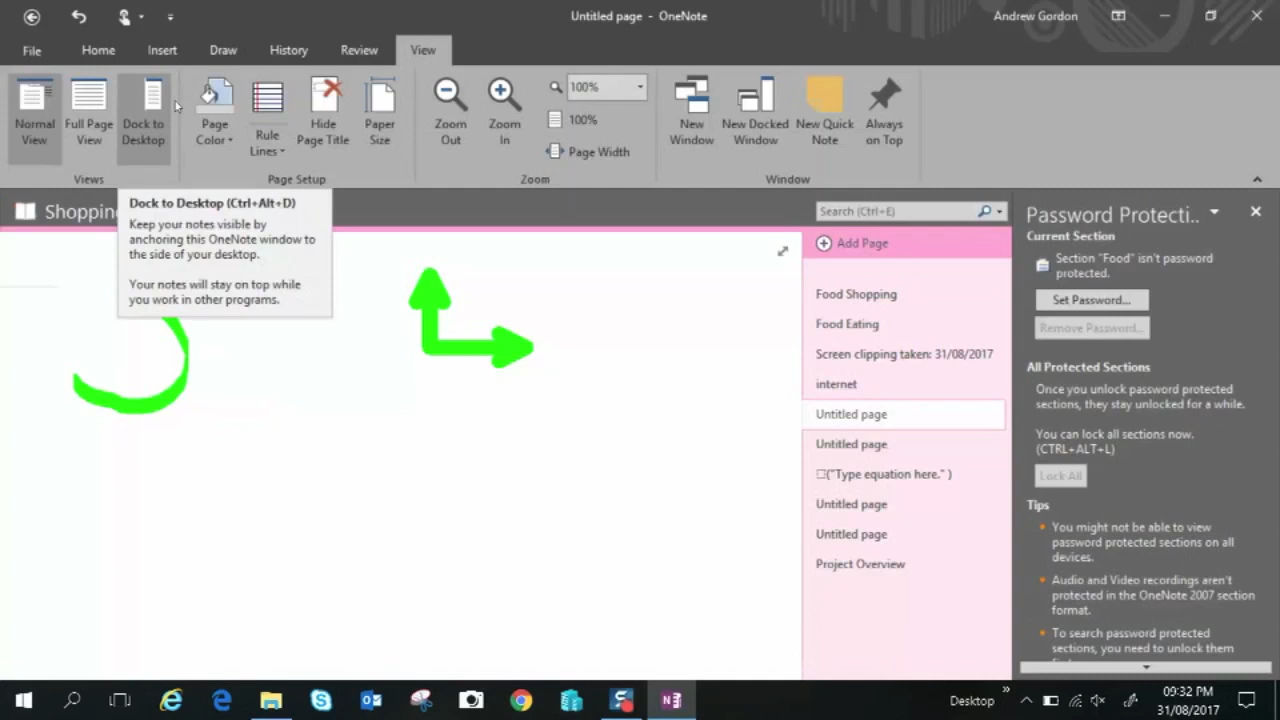 Untitled page - OneNote
Andrew Gordon
File
Home
Insert
Draw
History
Review
View
Normal
View
Full Page
View
Dock to
Desktop
Page
Color
Rule
Lines
Hide
Page Title
Paper
Size
Zoom
Out
Zoom
In
100%
100%
Page Width
New
Window
New Docked
Window
New Quick
Note
Always
on Top
Views
Page Setup
Zoom
Window
Dock to Desktop (Ctrl+Alt+D)
Keep your notes visible by
anchoring this OneNote window to
the side of your desktop.
Your notes will stay on top while
you work in other programs.
Search (Ctrl+E)
Add Page
Food Shopping
Food Eating
Screen clipping taken: 31/08/2017
internet
Untitled page
Untitled page
☐("Type equation here." )
Untitled page
Untitled page
Project Overview
Password Protecti..
Current Section
Section "Food" isn't password
protected.
Set Password...
Remove Password...
All Protected Sections
Once you unlock password protected
sections, they stay unlocked for a while.
You can lock all sections now.
(CTRL+ALT+L)
Lock All
Tips
You might not be able to view
password protected sections on all
devices.
Audio and Video recordings aren't
protected in the OneNote 2007 section
format.
To search password protected
sections, you need to unlock them
Desktop
09:32 PM
31/08/2017